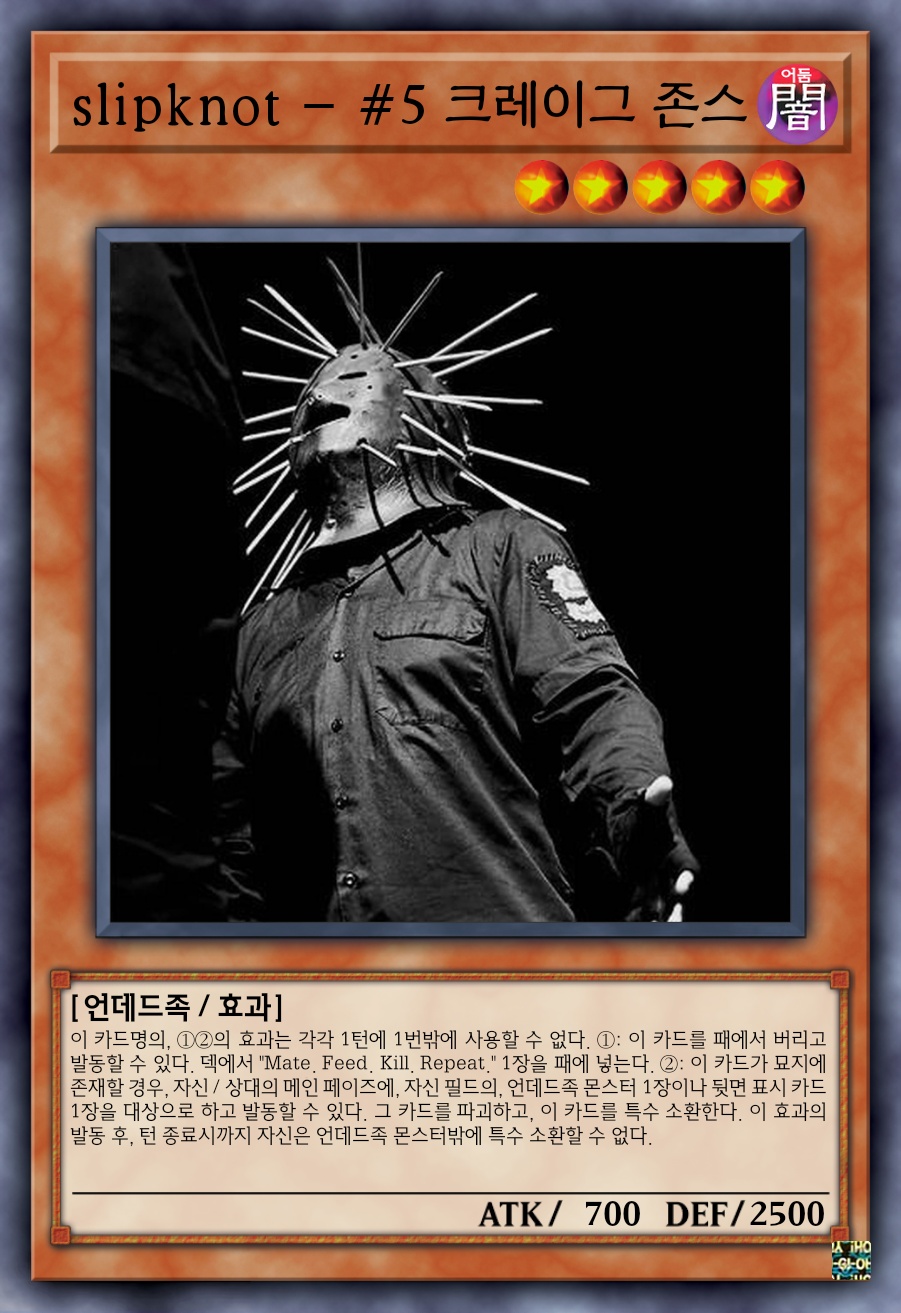 slipknot – #5 크레이그 존스
어둠
闇
[언데드족 / 효과]
이 카드명의, ①②의 효과는 각각 1턴에 1번밖에 사용할 수 없다. ①: 이 카드를 패에서 버리고
발동할 수 있다. 덱에서 "Mate. Feed. Kill. Repeat." 1장을 패에 넣는다. ②: 이 카드가 묘지에
존재할 경우, 자신 / 상대의 메인 페이즈에, 자신 필드의, 언데드족 몬스터 1장이나 뒷면 표시 카드
1장을 대상으로 하고 발동할 수 있다. 그 카드를 파괴하고, 이 카드를 특수 소환한다. 이 효과의
발동 후, 턴 종료시까지 자신은 언데드족 몬스터밖에 특수 소환할 수 없다.
ATK/ 700 DEF/2500